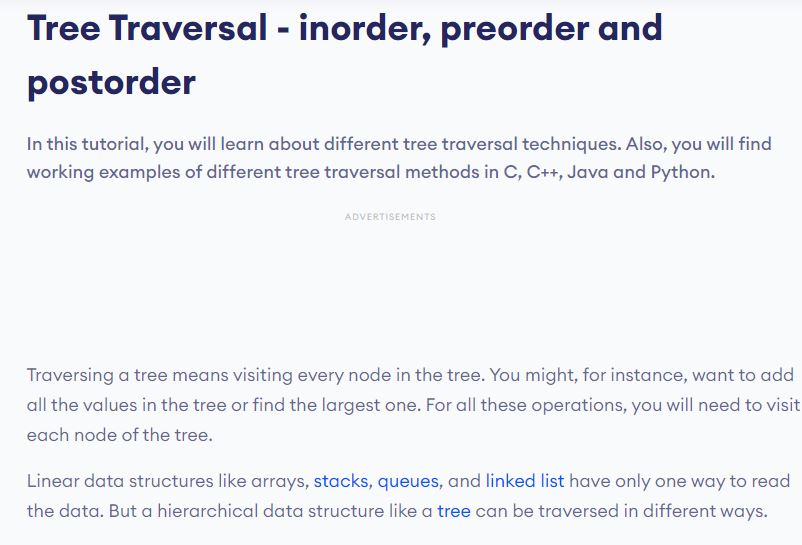 Tree Traversal - inorder, preorder and
postorder
In this tutorial, you will learn about different tree traversal techniques. Also, you will find
working examples of different tree traversal methods in C, C++, Java and Python.
ADVERTISEMENTS
Traversing a tree means visiting every node in the tree. You might, for instance, want to add
all the values in the tree or find the largest one. For all these operations, you will need to visit
each node of the tree.
Linear data structures like arrays, stacks, queues, and linked list have only one way to read
the data. But a hierarchical data structure like a tree can be traversed in different ways.